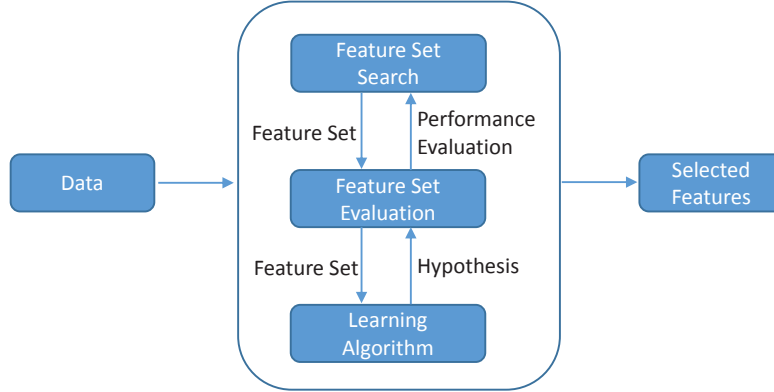 Feature Set
Search
Feature Set
Performance
Evaluation
Data
Feature Set
Evaluation
Selected
Features
Feature Set
Hypothesis
Learning
Algorithm